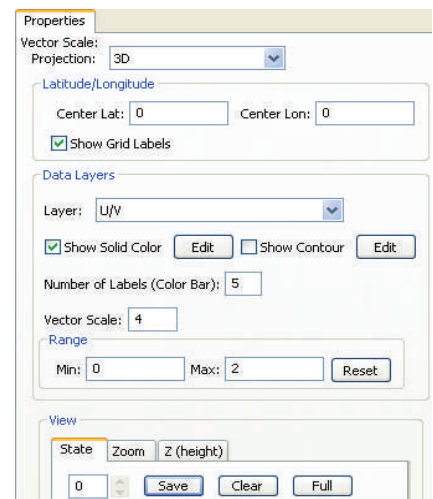 Properties
Vector Scale:
Projection: 3D
Latitude/Longitude
Center Lat: 0 Center Lon: 0
Show Grid Labels
Data Layers
Layer: U/V
Show Solid Color Edit Show Contour Edit
Number of Labels (Color Bar): 5
Vector Scale: 4
Range
Min: 0 Max: 2 Reset
View
State Zoom Z (height)
0 Save Clear Full